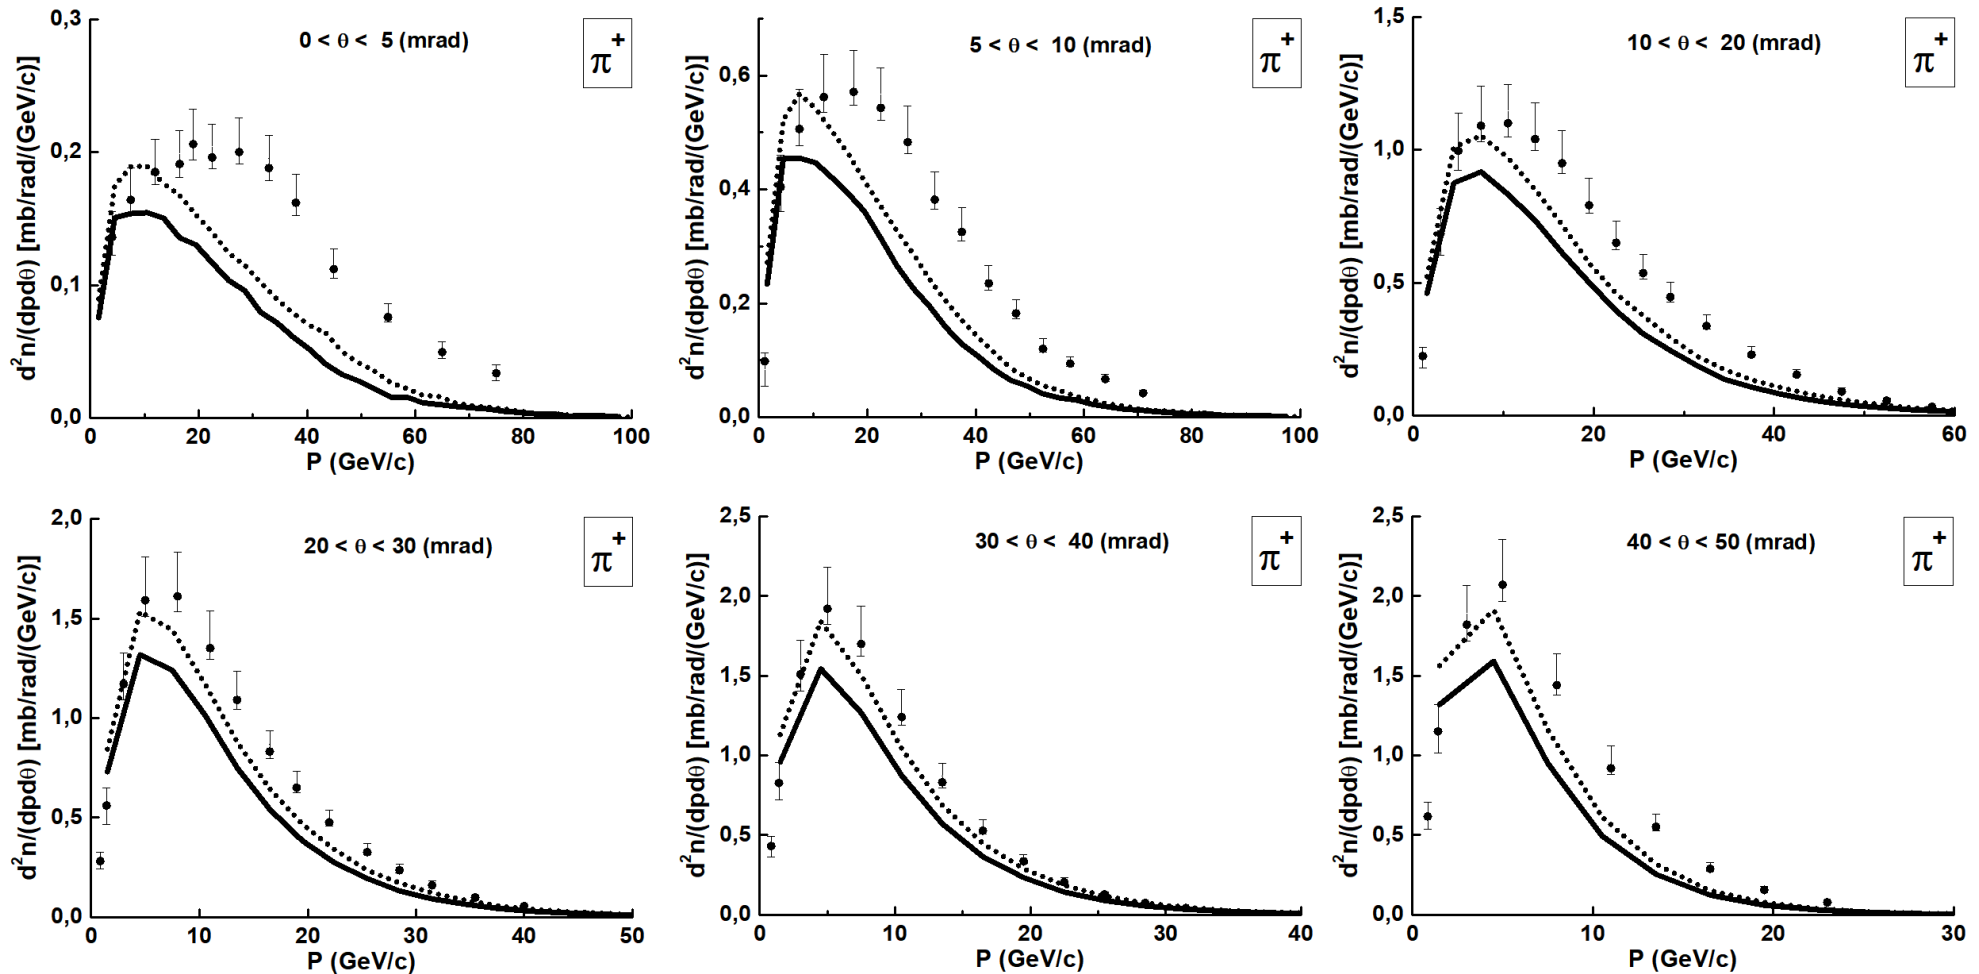 0 < θ < 5 (mrad)
π+
d2n/(dpdθ) [mb/rad/(GeV/c)]
0,3
0,2
0,1
0,0
0 20 40 60 80 100
P (GeV/c)
5 < θ < 10 (mrad)
π+
d2n/(dpdθ) [mb/rad/(GeV/c)]
0,6
0,4
0,2
0,0
0 20 40 60 80 100
P (GeV/c)
10 < θ < 20 (mrad)
π+
d2n/(dpdθ) [mb/rad/(GeV/c)]
1,5
1,0
0,5
0,0
0 20 40 60
P (GeV/c)
20 < θ < 30 (mrad)
π+
d2n/(dpdθ) [mb/rad/(GeV/c)]
2,0
1,5
1,0
0,5
0,0
0 10 20 30 40 50
P (GeV/c)
30 < θ < 40 (mrad)
π+
d2n/(dpdθ) [mb/rad/(GeV/c)]
2,5
2,0
1,5
1,0
0,5
0,0
0 10 20 30 40
P (GeV/c)
40 < θ < 50 (mrad)
π+
d2n/(dpdθ) [mb/rad/(GeV/c)]
2,5
2,0
1,5
1,0
0,5
0,0
0 10 20 30
P (GeV/c)